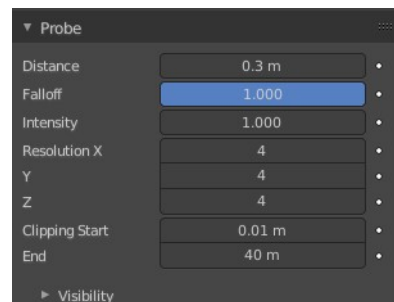 Probe
Distance 0.3 m
Falloff 1.000
Intensity 1.000
Resolution X 4
Y 4
Z 4
Clipping Start 0.01 m
End 40 m
Visibility